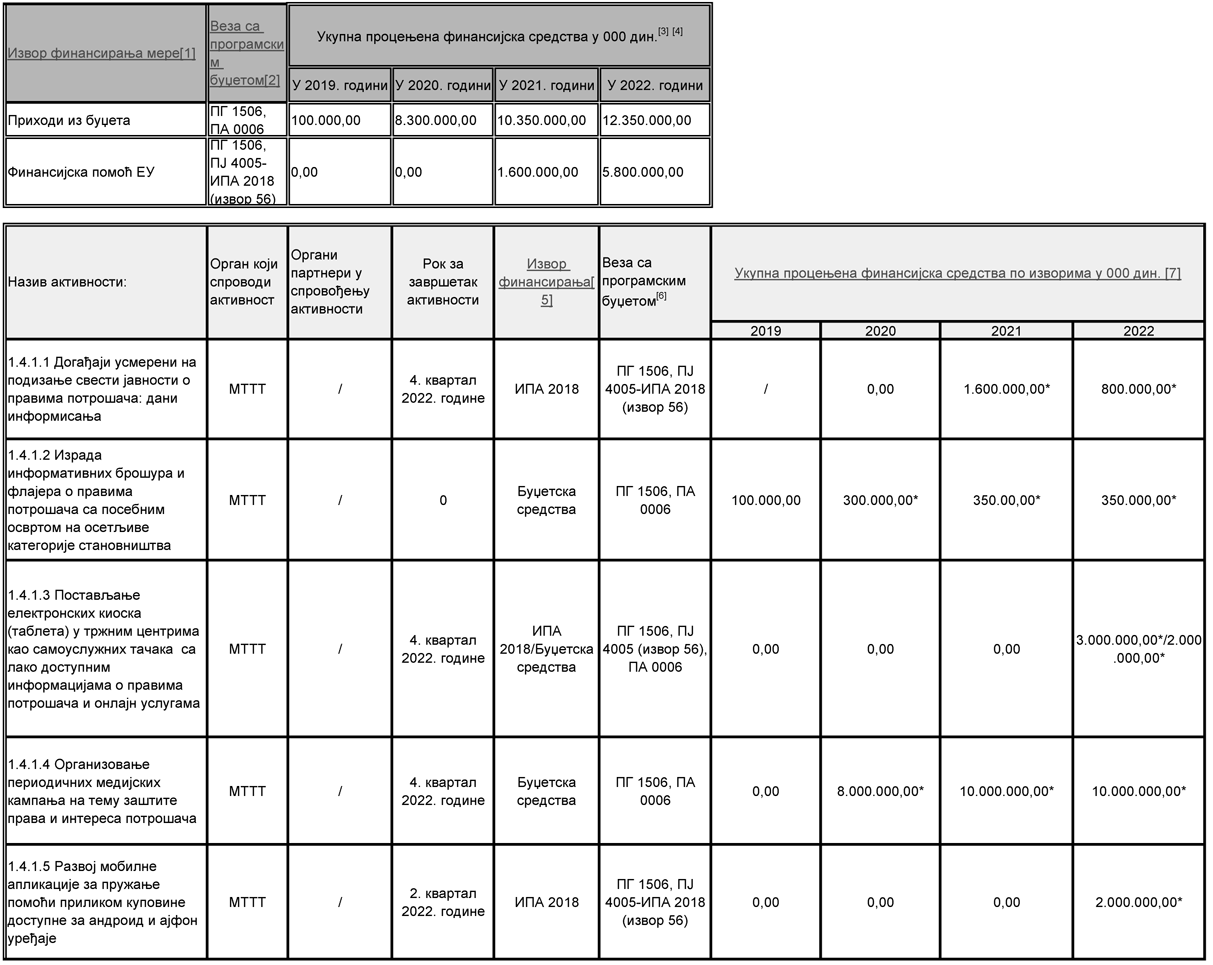 Извор финансирања мере[1]
Веза са
програмски
м
буџетом[2]
Укупна процењена финансијска средства у 000 дин.[3] [4]
У 2019. години
У 2020. години
У 2021. години
У 2022. години
Приходи из буџета
ПГ 1506,
ПА 0006
100.000,00
8.300.000,00
10.350.000,00
12.350.000,00
Финансијска помоћ ЕУ
ПГ 1506,
ПЈ 4005-
ИПА 2018
(извор 56)
0,00
0,00
1.600.000,00
5.800.000,00
Назив активности:
Орган који
спроводи
активност
Органи
партнери у
спровођењу
активности
Рок за
завршетак
активности
Извор
финансирања[
5]
Веза са
програмским
буџетом[6]
Укупна процењена финансијска средства по изворима у 000 дин. [7]
2019
2020
2021
2022
1.4.1.1 Догађаји усмерени на
подизање свести јавности о
правима потрошача: дани
информисања
МТТТ
/
4. квартал
2022. године
ИПА 2018
ПГ 1506, ПЈ
4005-ИПА 2018
(извор 56)
/
0,00
1.600.000,00*
800.000,00*
1.4.1.2 Израда
информативних брошура и
флајера о правима
потрошача са посебним
освртом на осетљиве
категорије становништва
МТТТ
/
0
Буџетска
средства
ПГ 1506, ПА
0006
100.000,00
300.000,00*
350.00,00*
350.000,00*
1.4.1.3 Постављање
електронских киоска
(таблета) у тржним центрима
као самоуслужних тачака  са
лако доступним
информацијама о правима
потрошача и онлајн услугама
МТТТ
/
4. квартал
2022. године
ИПА
2018/Буџетска
средства
ПГ 1506, ПЈ
4005 (извор 56),
ПА 0006
0,00
0,00
0,00
3.000.000,00*/2.000
.000,00*
1.4.1.4 Организовање
периодичних медијских
кампања на тему заштите
права и интереса потрошача
МТТТ
/
4. квартал
2022. године
Буџетска
средства
ПГ 1506, ПА
0006
0,00
8.000.000,00*
10.000.000,00*
10.000.000,00*
1.4.1.5 Развој мобилне
апликације за пружање
помоћи приликом куповине
доступне за андроид и ајфон
уређаје
МТТТ
/
2. квартал
2022. године
ИПА 2018
ПГ 1506, ПЈ
4005-ИПА 2018
(извор 56)
0,00
0,00
0,00
2.000.000,00*